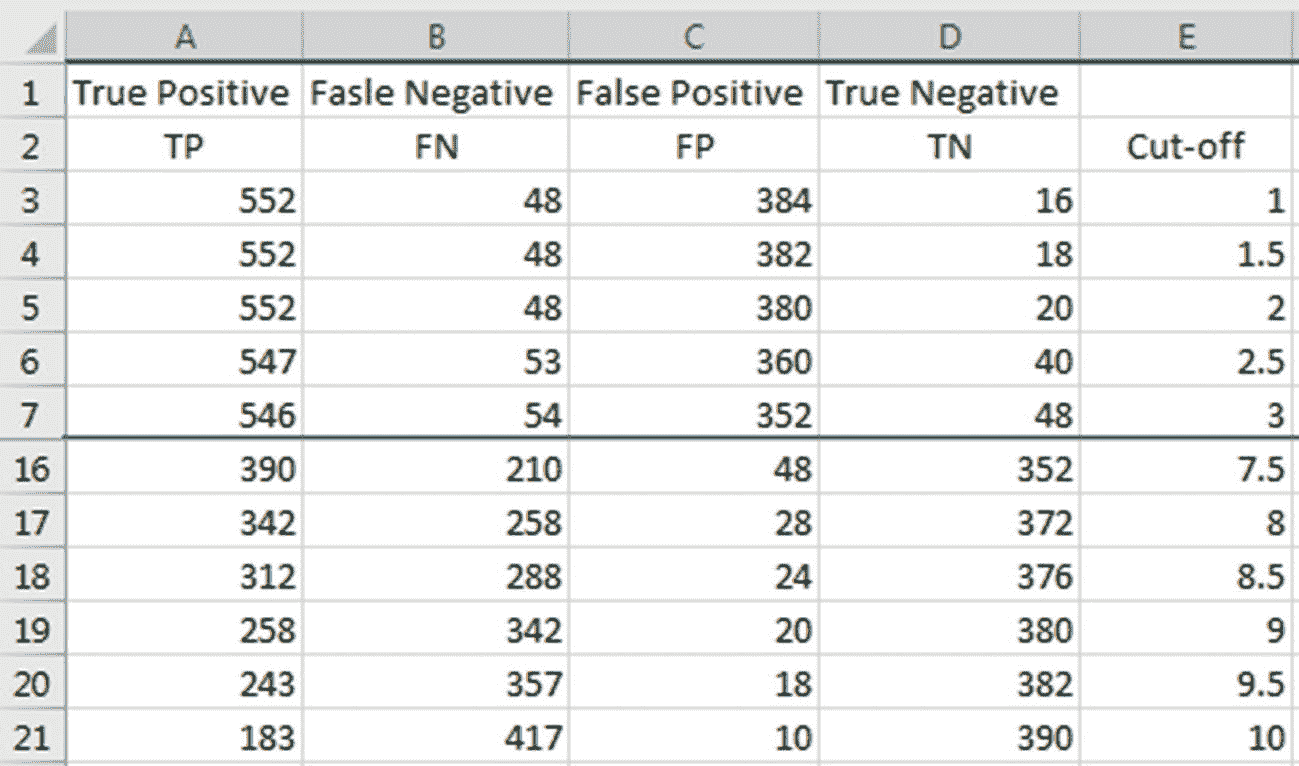 A B C D E
1 True Positive Fasle Negative False Positive True Negative
2 TP FN FP TN Cut-off
3 552 48 384 16 1
4 552 48 382 18 1.5
5 552 48 380 20 2
6 547 53 360 40 2.5
7 546 54 352 48 3
16 390 210 48 352 7.5
17 342 258 28 372 8
18 312 288 24 376 8.5
19 258 342 20 380 9
20 243 357 18 382 9.5
21 183 417 10 390 10